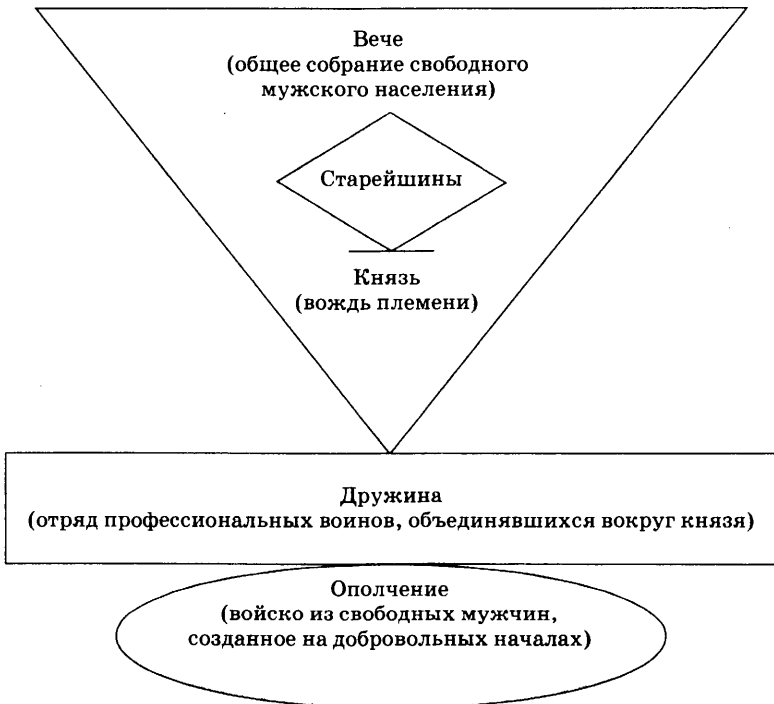 Вече
(общее собрание свободного
мужского населения)
Старейшины
Князь
(вождь племени)
Дружина
(отряд профессиональных воинов, объединявшихся вокруг князя)
Ополчение
(войско из свободных мужчин,
созданное на добровольных началах)